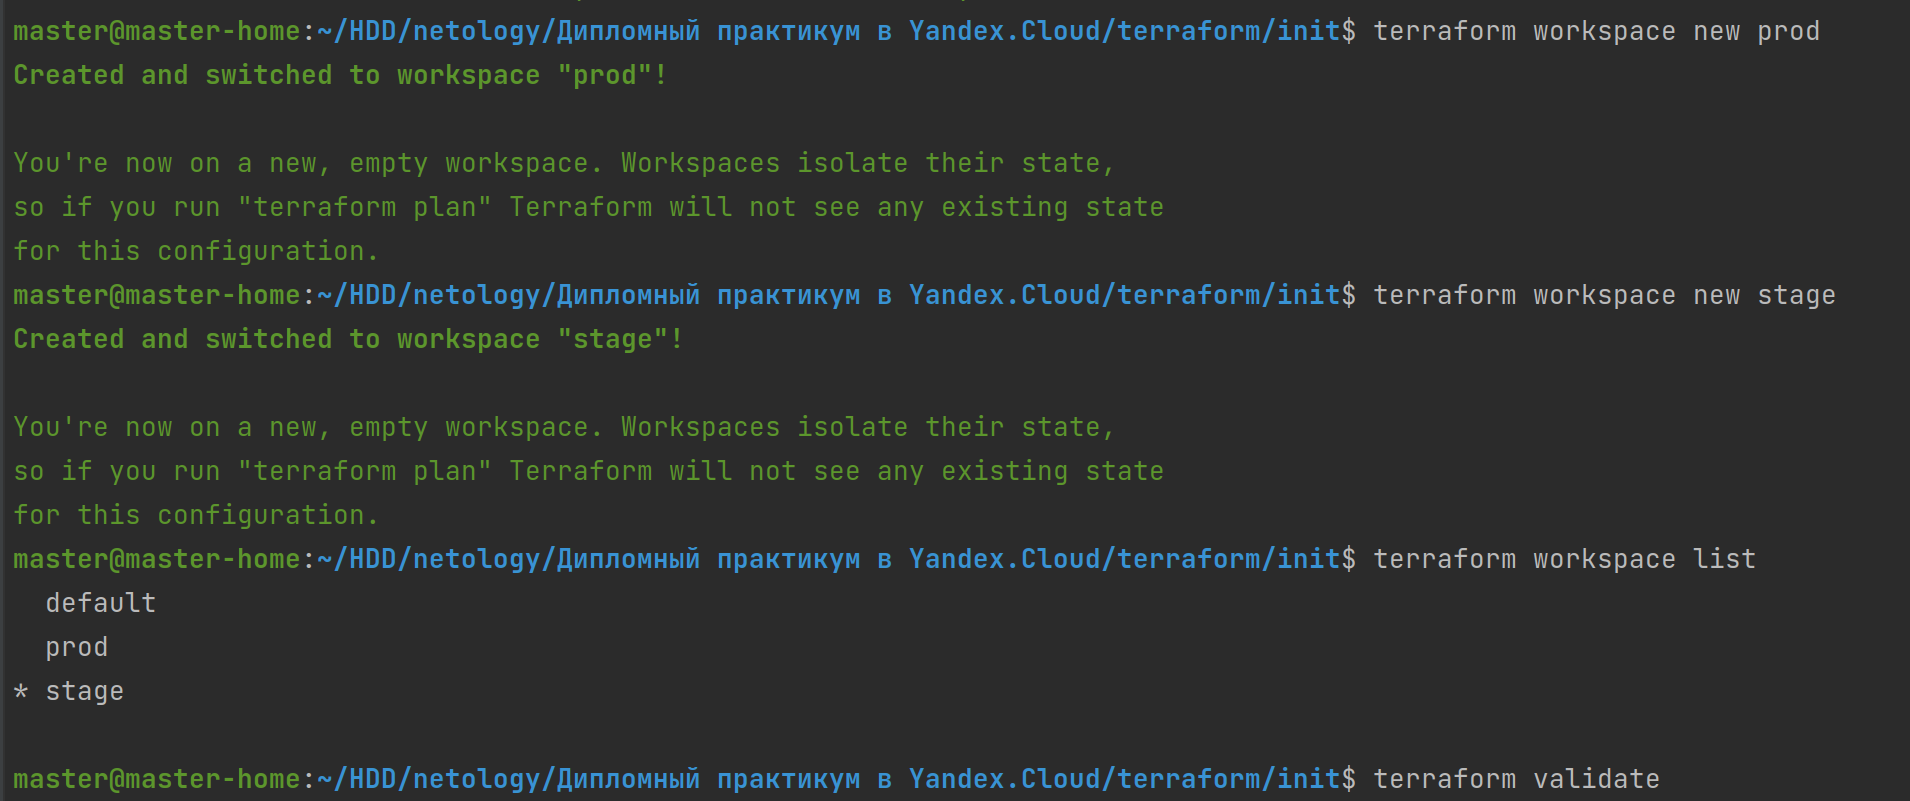 master@master-home:~/HDD/netology/Дипломный практикум в Yandex.Cloud/terraform/init$ terraform workspace new prod
Created and switched to workspace "prod"!
You're now on a new, empty workspace. Workspaces isolate their state,
so if you run "terraform plan" Terraform will not see any existing state
for this configuration.
master@master-home:~/HDD/netology/Дипломный практикум в Yandex.Cloud/terraform/init$ terraform workspace new stage
Created and switched to workspace "stage"!
You're now on a new, empty workspace. Workspaces isolate their state,
so if you run "terraform plan" Terraform will not see any existing state
for this configuration.
master@master-home:~/HDD/netology/Дипломный практикум в Yandex.Cloud/terraform/init$ terraform workspace list
  default
  prod
* stage
master@master-home:~/HDD/netology/Дипломный практикум в Yandex.Cloud/terraform/init$ terraform validate